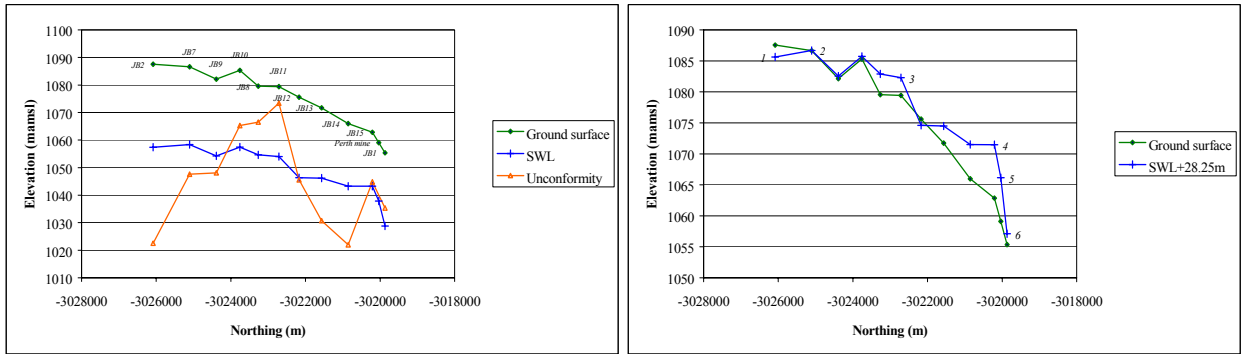 1100
1090
1080
1070
1060
1050
1040
1030
1020
1010
Elevation (mamsl)
JB2
JB7
JB9
JB10
JB8
JB11
JB12
JB13
JB14
JB15
Perth mine
JB1
-3028000 -3026000 -3024000 -3022000 -3020000 -3018000
Northing (m)
Ground surface
SWL
Unconformity
1090
1085
1080
1075
1070
1065
1060
1055
1050
Elevation (mamsl)
1
2
3
4
5
6
-3028000 -3026000 -3024000 -3022000 -3020000 -3018000
Northing (m)
Ground surface
SWL+28.25m